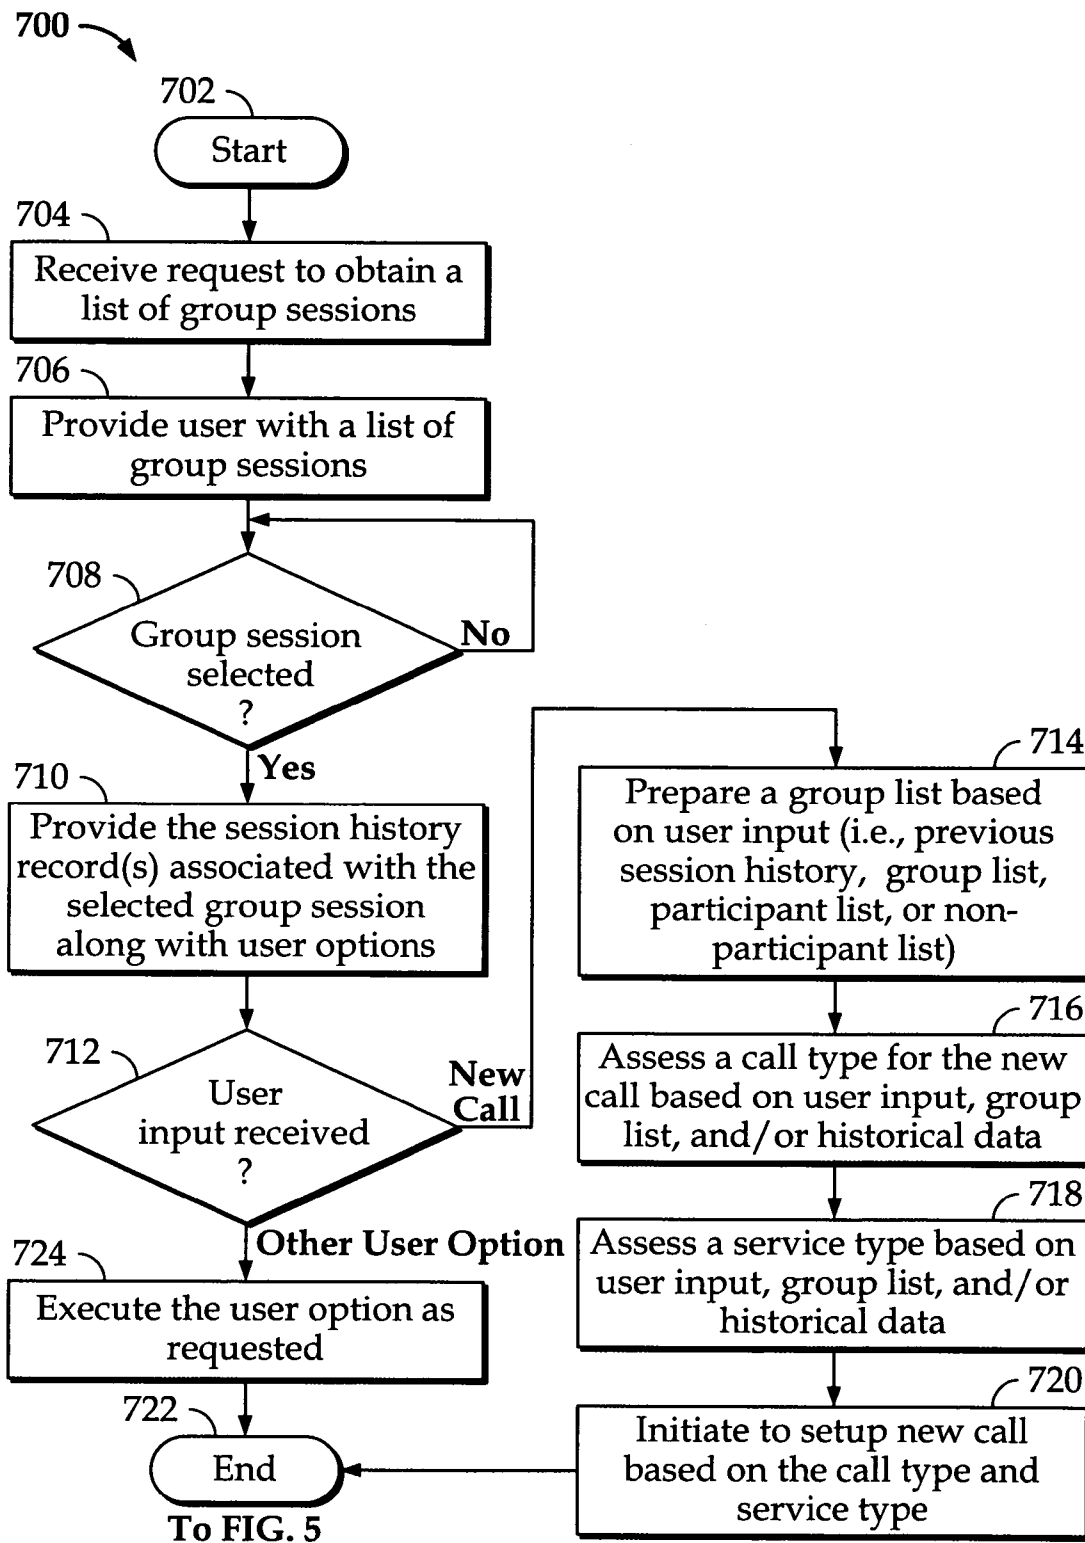 700
702
Start
704
Receive request to obtain a
list of group sessions
706
Provide user with a list of
group sessions
708
Group session
selected
?
No
Yes
710
Provide the session history
record(s) associated with the
selected group session
along with user options
712
User
input received
?
New
Call
Other User Option
724
Execute the user option as
requested
722
End
To FIG. 5
714
Prepare a group list based
on user input (i.e., previous
session history, group list,
participant list, or non-
participant list)
716
Assess a call type for the new
call based on user input, group
list, and/or historical data
718
Assess a service type based on
user input, group list, and/or
historical data
720
Initiate to setup new call
based on the call type and
service type